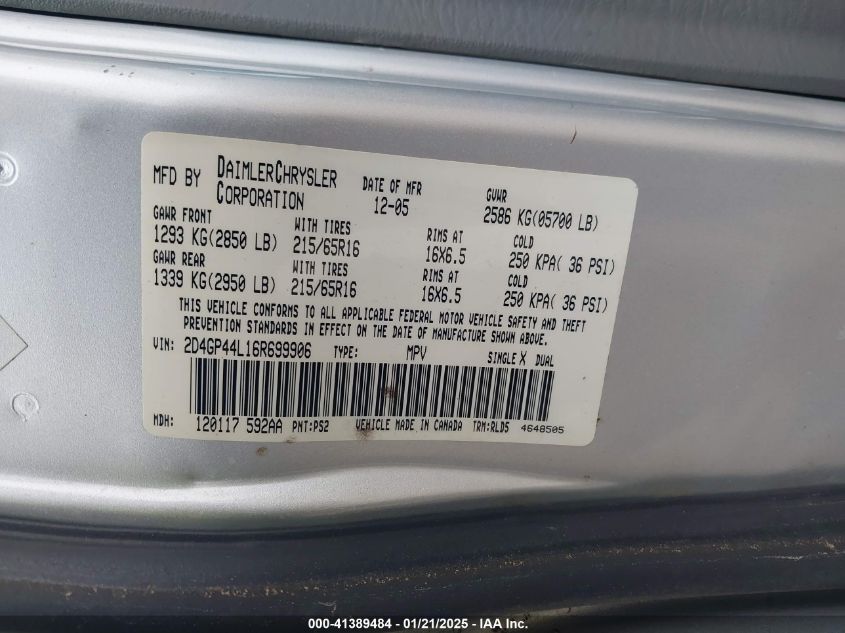 MFD BY DAIMLERCHRYSLER CORPORATION DATE OF MFR 12-05 GVWR 2586 KG(05700 LB)
GAWR FRONT WITH TIRES RIMS AT COLD
1293 KG(2850 LB) 215/65R16 16X6.5 250 KPA( 36 PSI)
GAWR REAR WITH TIRES RIMS AT COLD
1339 KG(2950 LB) 215/65R16 16X6.5 250 KPA( 36 PSI)
THIS VEHICLE CONFORMS TO ALL APPLICABLE FEDERAL MOTOR VEHICLE SAFETY AND THEFT
PREVENTION STANDARDS IN EFFECT ON THE DATE OF MANUFACTURE SHOWN ABOVE.
VIN: 2D4GP44L16R699906 TYPE: MPV SINGLE X DUAL
MDH: 120117 592AA PNT:PS2 VEHICLE MADE IN CANADA TRM:RLD5 4648505
000-41389484 - 01/21/2025 - IAA Inc.